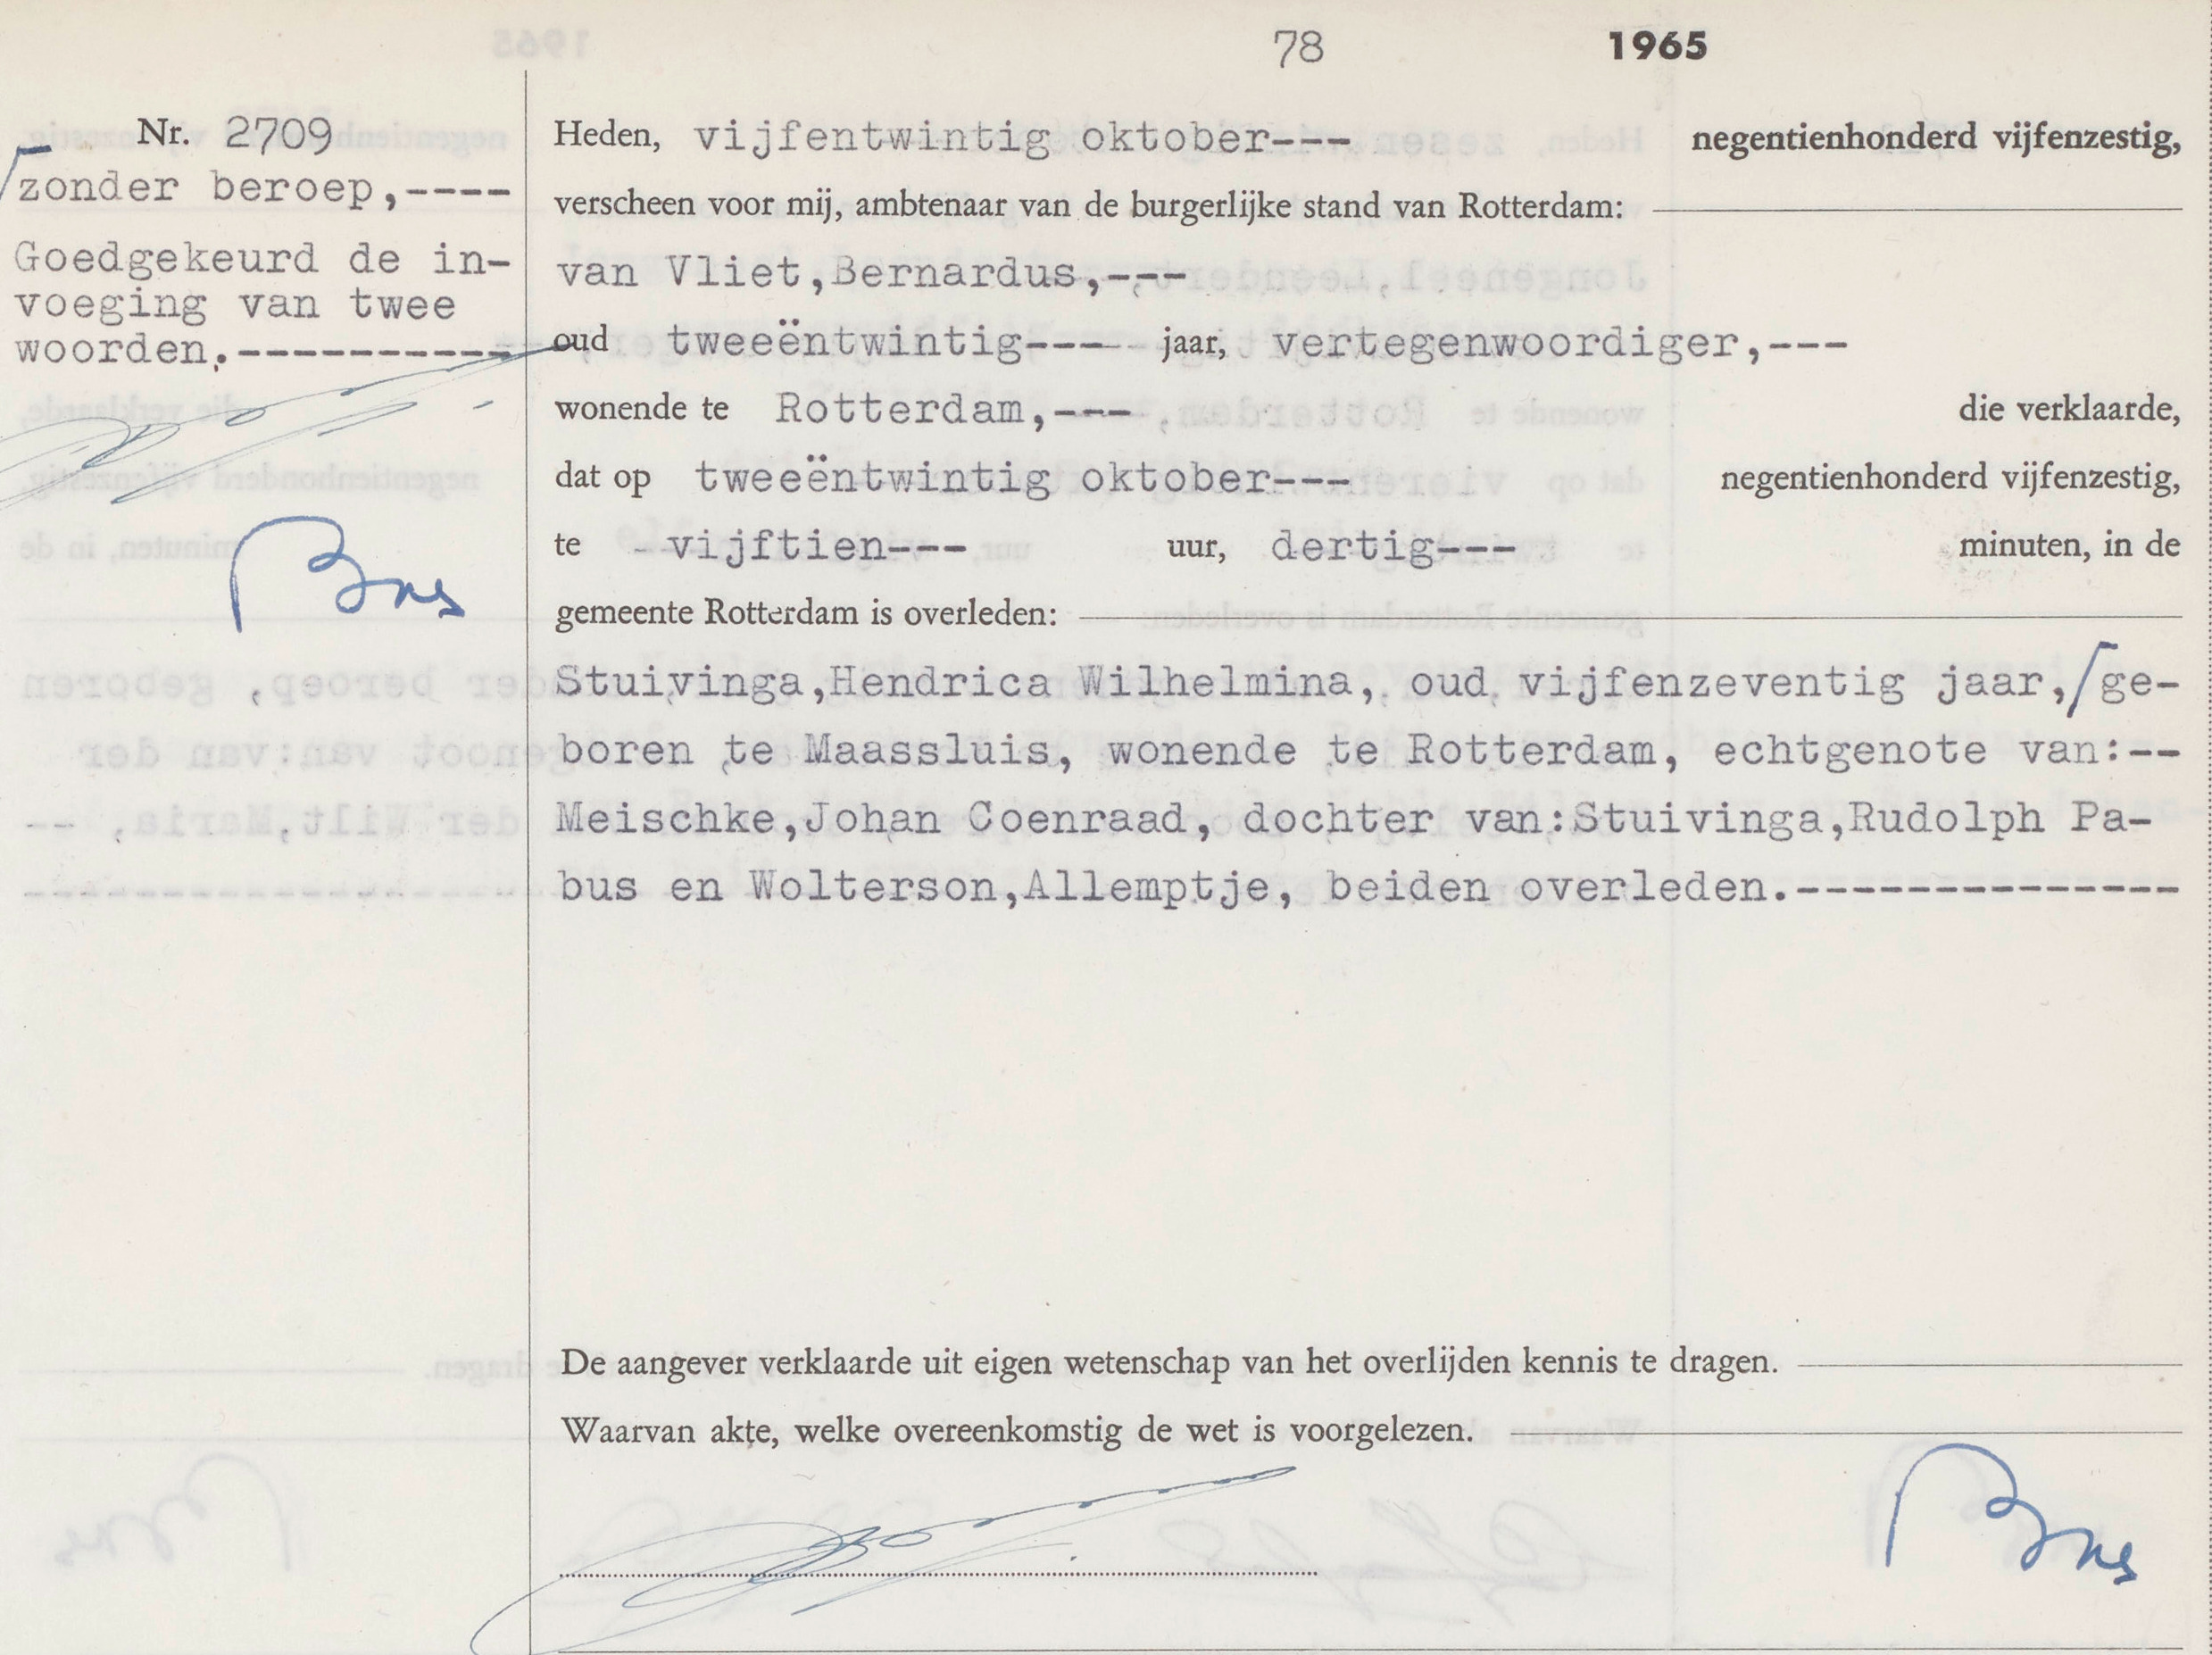 78 1965
Nr. 2709
zonder beroep,----
Goedgekeurd de in-
voeging van twee
woorden.-----------
Heden, vijfentwintig oktober--- negentienhonderd vijfenzestig,
verscheen voor mij, ambtenaar van de burgerlijke stand van Rotterdam:
van Vliet,Bernardus,---
oud tweeëntwintig--- jaar, vertegenwoordiger,---
wonende te Rotterdam,--- die verklaarde,
dat op tweeëntwintig oktober--- negentienhonderd vijfenzestig,
te vijftien--- uur, dertig--- minuten, in de
gemeente Rotterdam is overleden:
Stuivinga,Hendrica Wilhelmina, oud vijfenzeventig jaar,/ge-
boren te Maassluis, wonende te Rotterdam, echtgenote van:--
Meischke,Johan Coenraad, dochter van:Stuivinga,Rudolph Pa-
bus en Wolterson,Allemptje, beiden overleden.--------------
De aangever verklaarde uit eigen wetenschap van het overlijden kennis te dragen.
Waarvan akte, welke overeenkomstig de wet is voorgelezen.